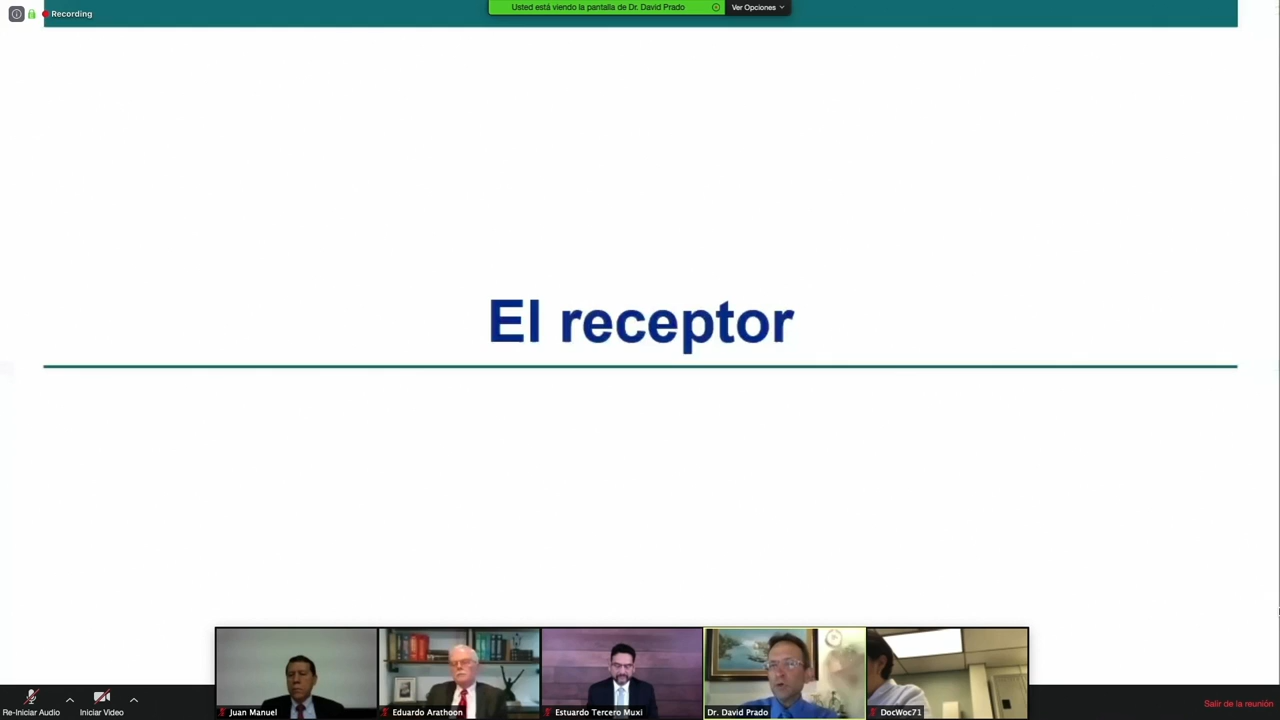 Recording
Usted está viendo la pantalla de Dr. David Prado
Ver Opciones
El receptor
Juan Manuel
Eduardo Arathoon
Estuardo Tercero Muxi
Dr. David Prado
DocWoc71
Re-Iniciar Audio
Iniciar Video
Salir de la reunión